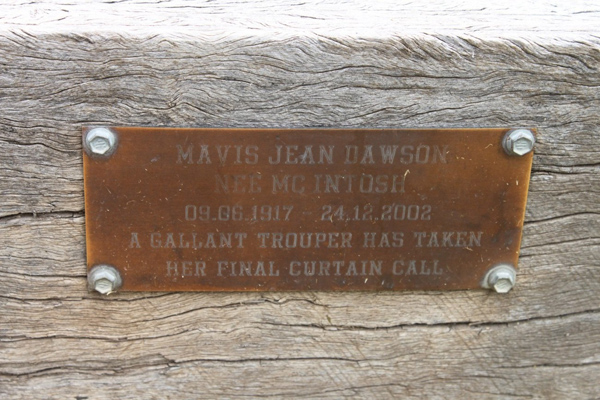 MAVIS JEAN DAWSON
NEE MC INTOSH
09.06.1917 - 24.12.2002
A GALLANT TROUPER HAS TAKEN
HER FINAL CURTAIN CALL